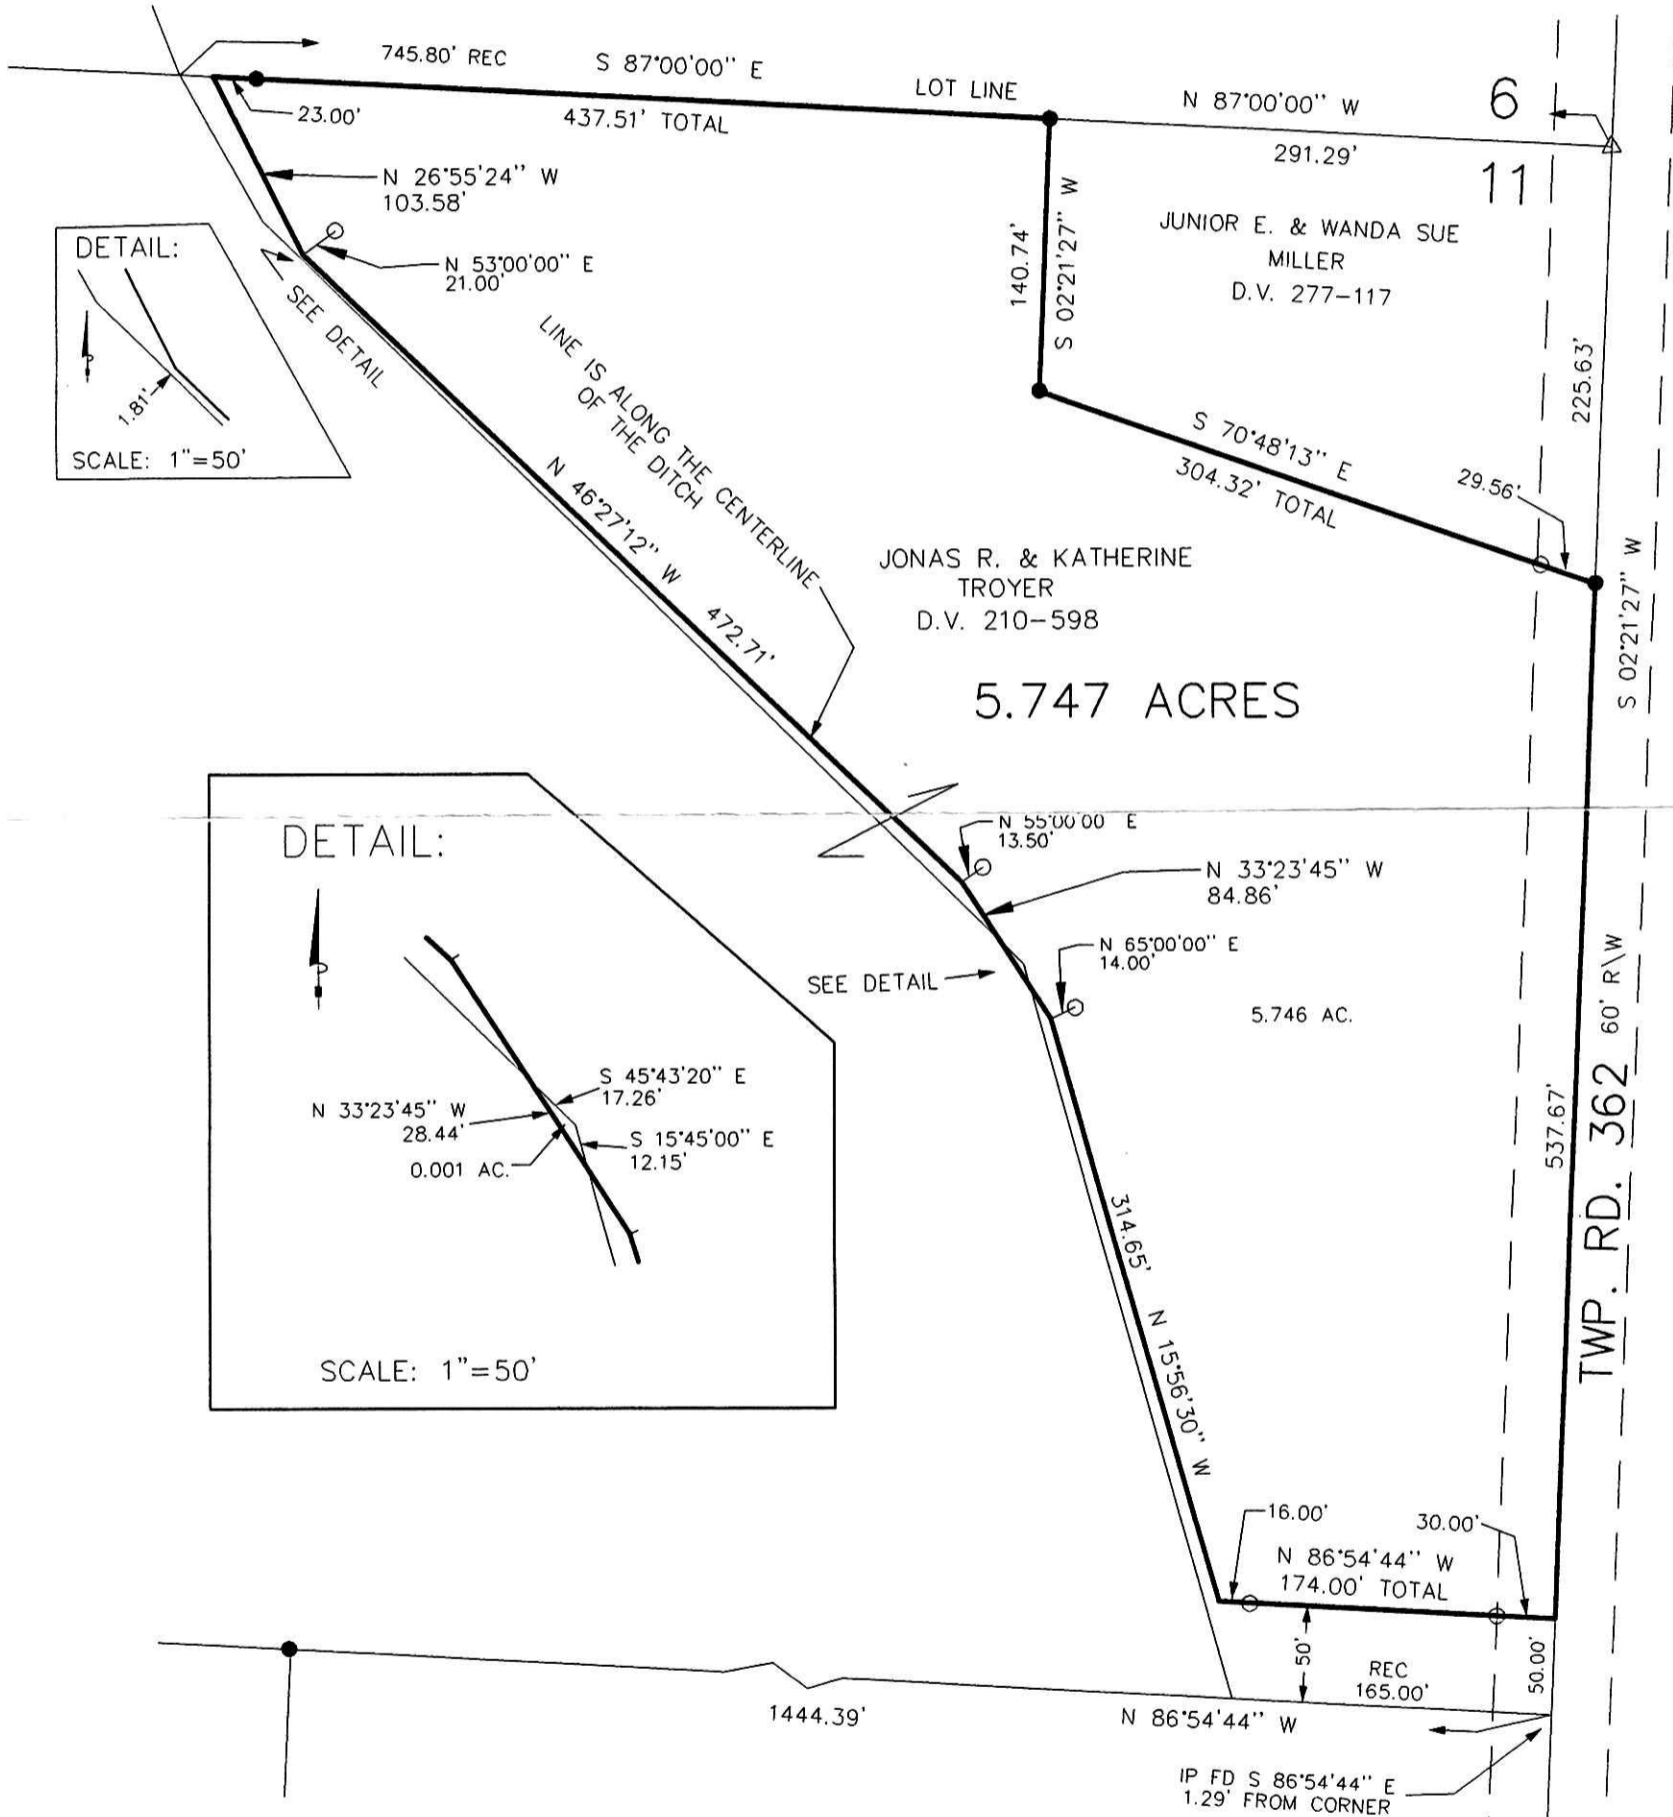 745.80' REC
S 87°00'00" E
LOT LINE
N 87°00'00" W
6
23.00'
437.51' TOTAL
291.29'
11
N 26°55'24" W
103.58'
140.74'
S 02°21'27" W
JUNIOR E. & WANDA SUE
MILLER
D.V. 277-117
DETAIL:
1.81'
SCALE: 1"=50'
N 53°00'00" E
21.00'
SEE DETAIL
LINE IS ALONG THE CENTERLINE
OF THE DITCH
225.63'
S 70°48'13" E
304.32' TOTAL
29.56'
N 46°27'12" W
472.71'
JONAS R. & KATHERINE
TROYER
D.V. 210-598
S 02°21'27" W
5.747 ACRES
N 55°00'00 E
13.50'
N 33°23'45" W
84.86'
N 65°00'00" E
14.00'
SEE DETAIL
5.746 AC.
DETAIL:
S 45°43'20" E
17.26'
N 33°23'45" W
28.44'
S 15°45'00" E
12.15'
0.001 AC.
SCALE: 1"=50'
537.67'
TWP. RD. 362 60' R\W
314.65' N 15°56'30" W
16.00'
30.00'
N 86°54'44" W
174.00' TOTAL
50'
REC
165.00'
50.00'
1444.39'
N 86°54'44" W
IP FD S 86°54'44" E
1.29' FROM CORNER